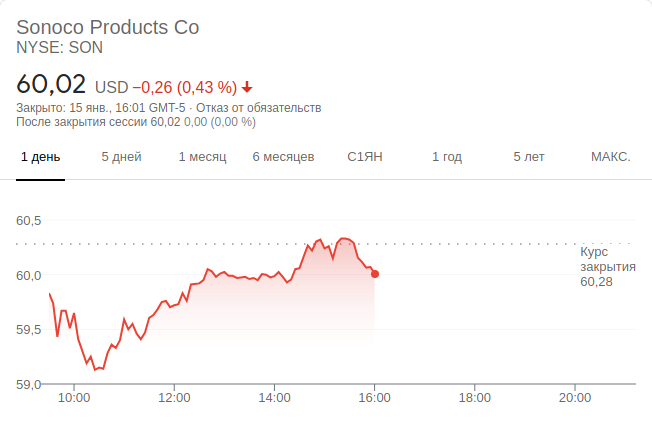 Sonoco Products Co
NYSE: SON
60,02 USD −0,26 (0,43 %)
Закрыто: 15 янв., 16:01 GMT-5 · Отказ от обязательств
После закрытия сессии 60,02 0,00 (0,00 %)
1 день 5 дней 1 месяц 6 месяцев С1ЯН 1 год 5 лет МАКС.
60,5
Курс
закрытия
60,28
60,0
59,5
59,0
10:00 12:00 14:00 16:00 18:00 20:00